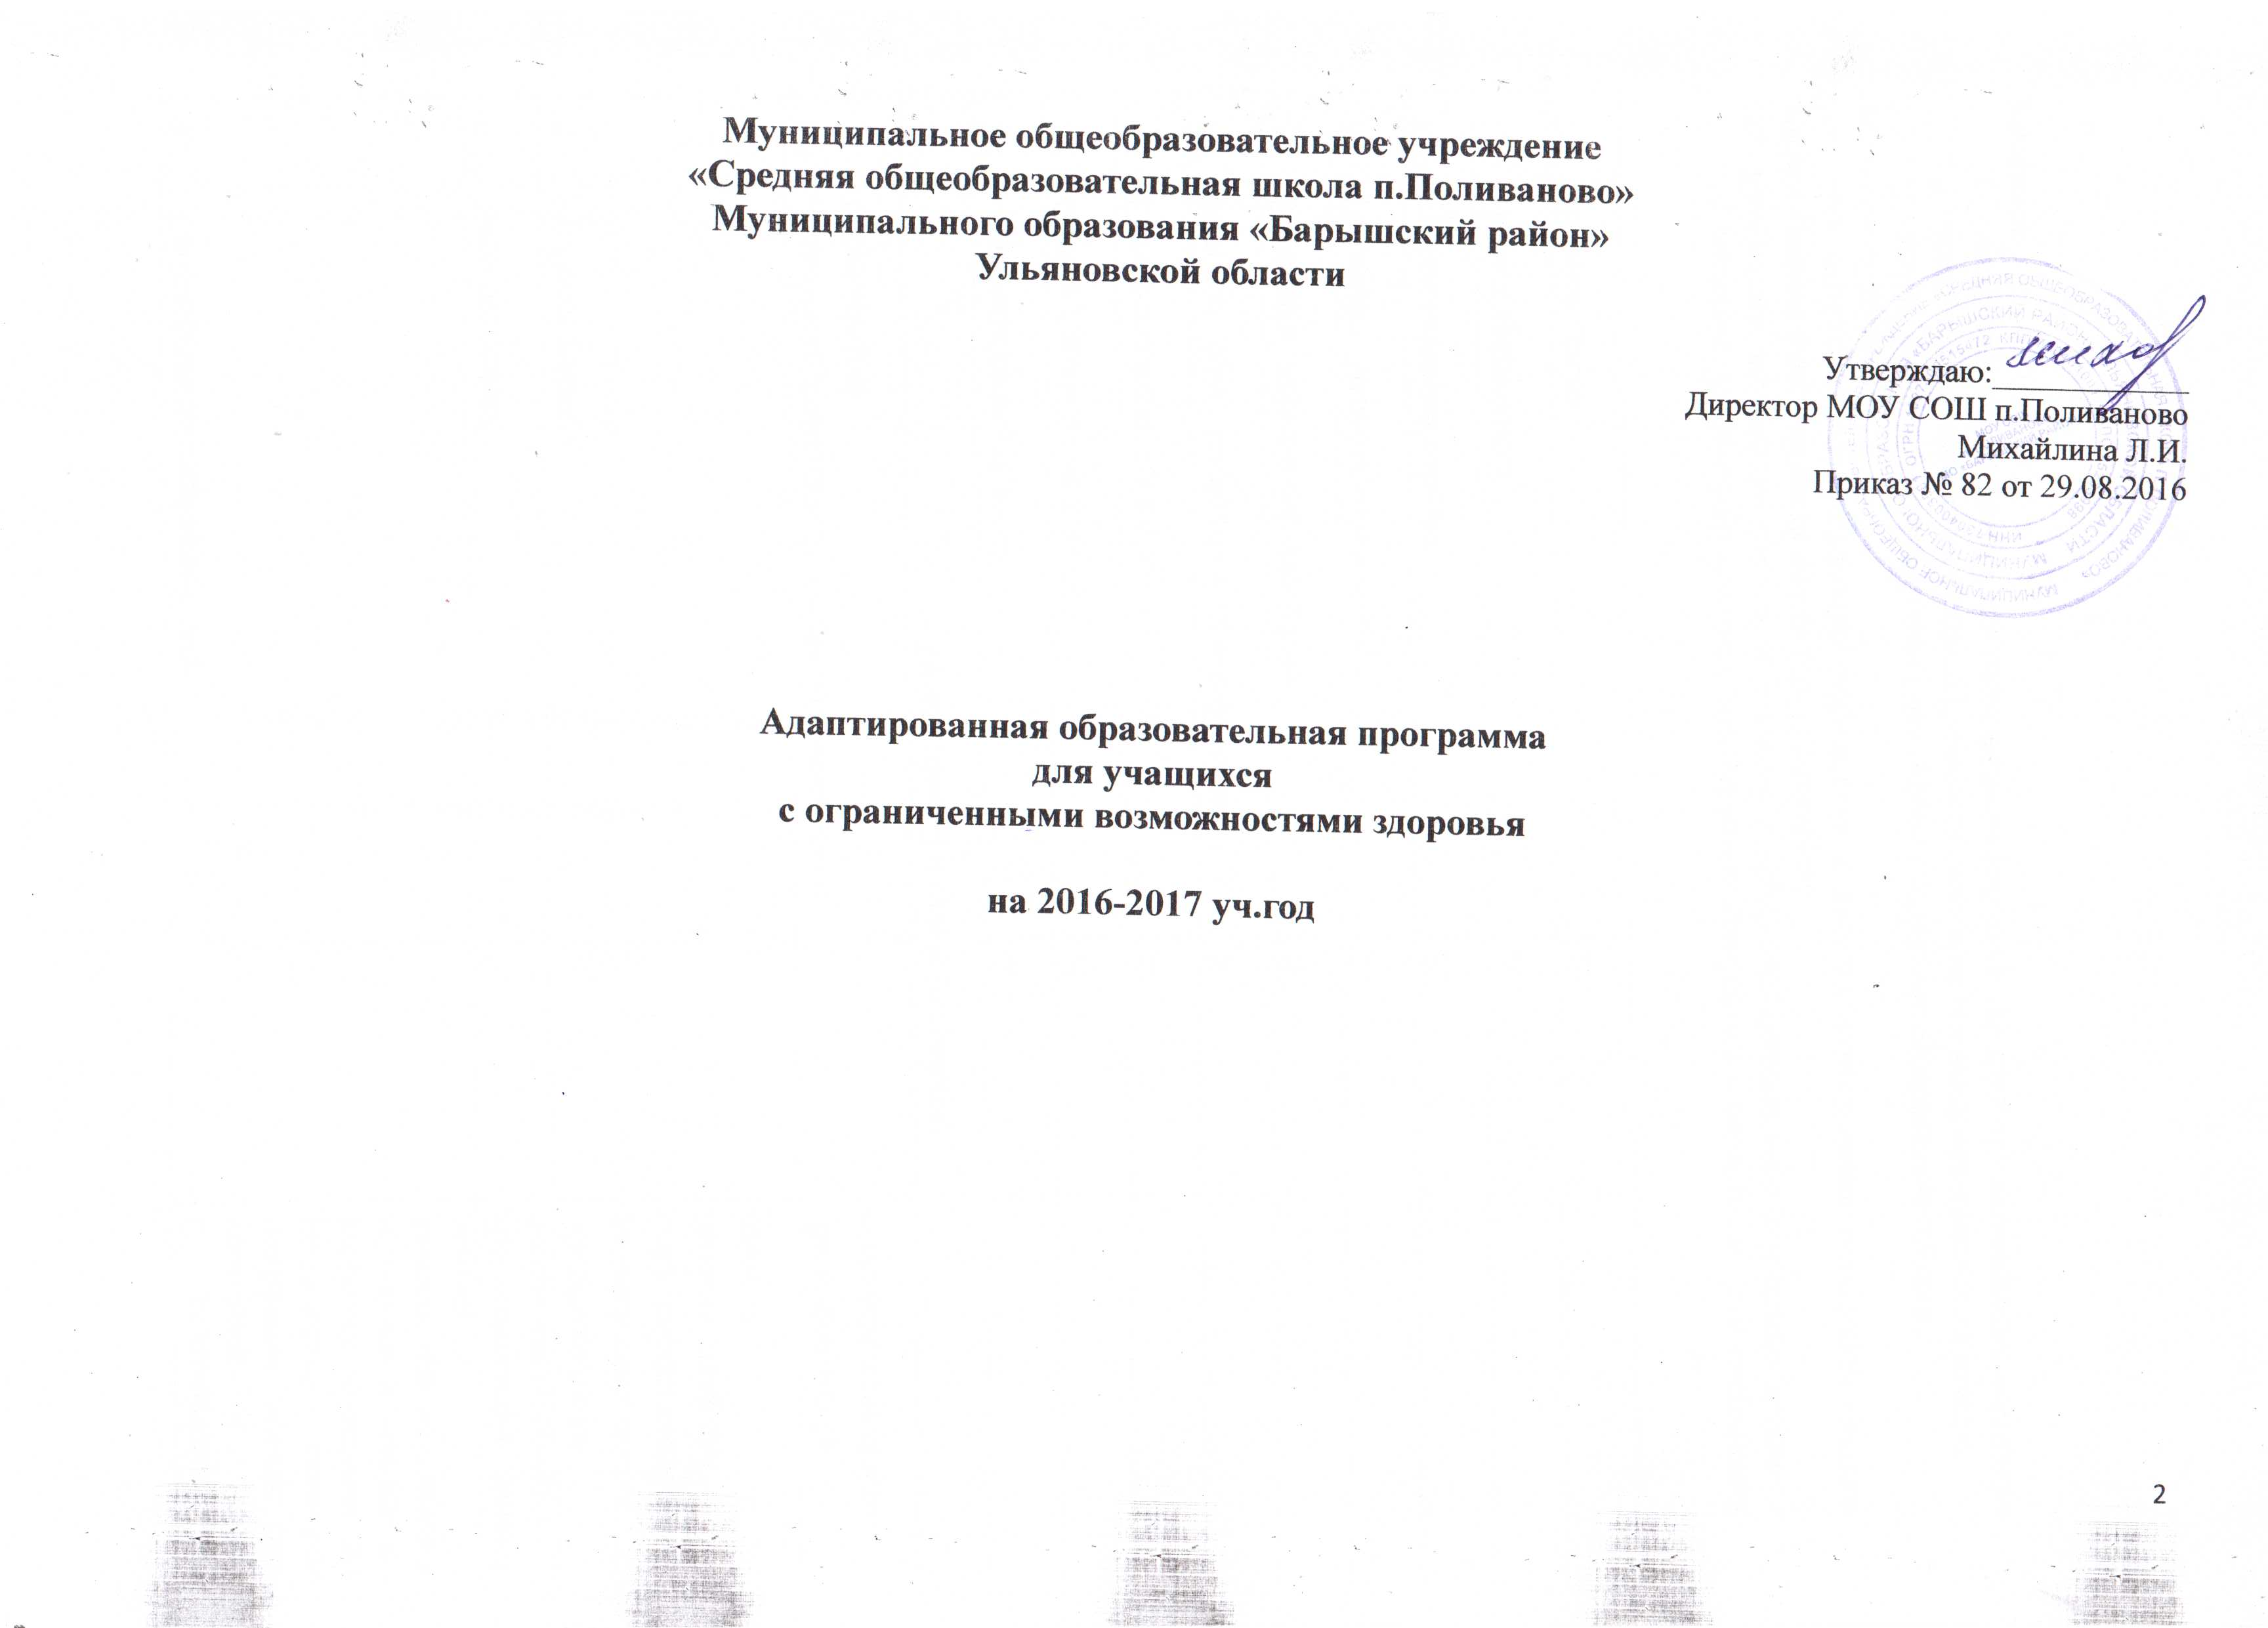 Муниципальное общеобразовательное учреждение
«Средняя общеобразовательная школа п.Поливаново»
Муниципального образования «Барышский район»
Ульяновской области
Утверждаю:
Директор МОУ СОШ п.Поливаново
Михайлина Л.И.
Приказ № 82 от 29.08.2016
Адаптированная образовательная программа
для учащихся
с ограниченными возможностями здоровья
на 2016-2017 уч.год
2